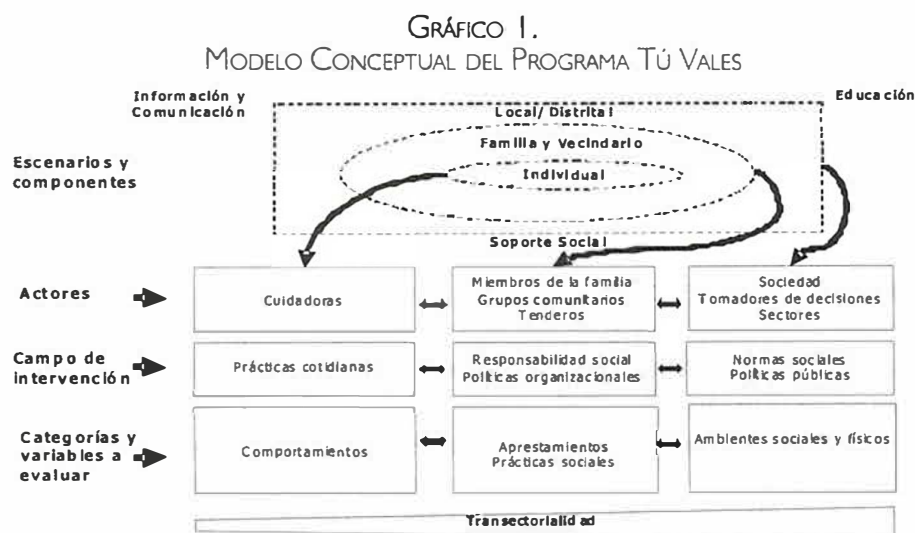 GRÁFICO 1.
MODELO CONCEPTUAL DEL PROGRAMA TÚ VALES
Información y
Comunicación
Educación
Local/ Distrital
Familia y Vecindario
Individual
Soporte Social
Escenarios y
componentes
Actores
Cuidadoras
Miembros de la familia
Grupos comunitarios
Tenderos
Sociedad
Tomadores de decisiones
Sectores
Campo de
intervención
Prácticas cotidianas
Responsabilidad social
Políticas organizacionales
Normas sociales
Políticas públicas
Categorías y
variables a
evaluar
Comportamientos
Aprestamientos
Prácticas sociales
Ambientes sociales y físicos
Transectorialidad